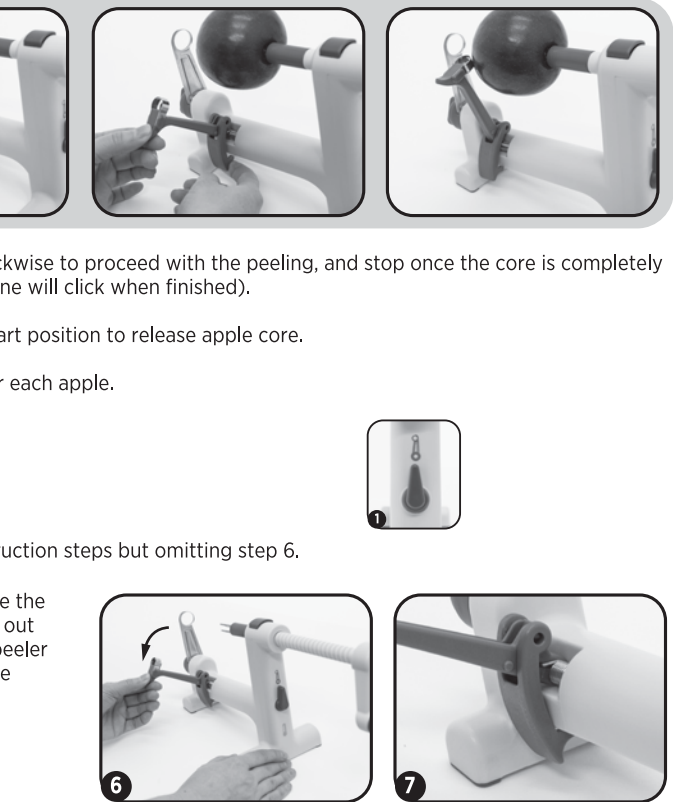 ckwise to proceed with the peeling, and stop once the core is completely
ne will click when finished).
art position to release apple core.
r each apple.
1
ruction steps but omitting step 6.
e the
out
peeler
e
6
7